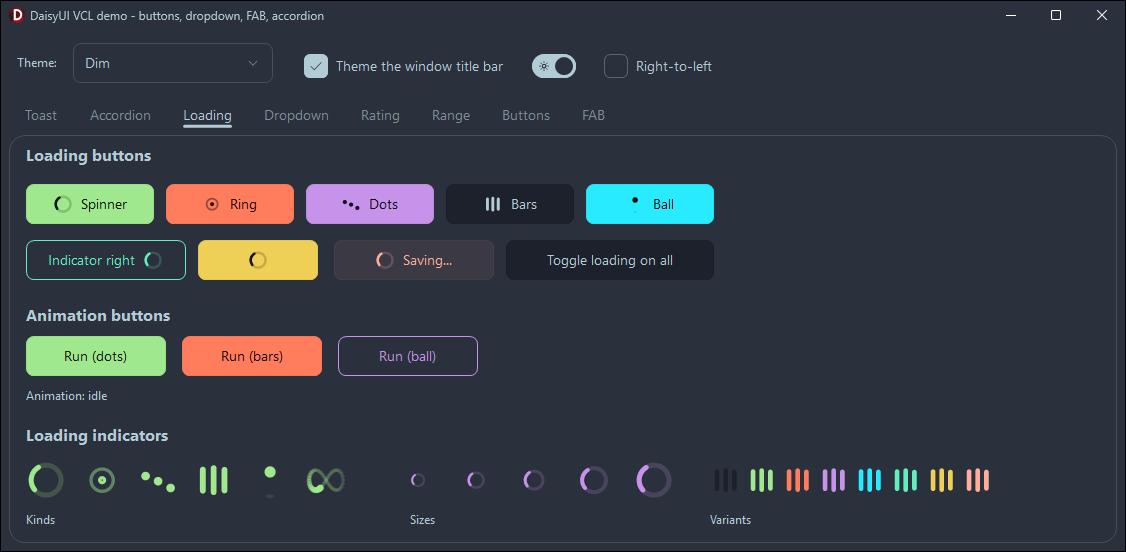 D DaisyUI VCL demo - buttons, dropdown, FAB, accordion
Theme: Dim Theme the window title bar Right-to-left
Toast Accordion Loading Dropdown Rating Range Buttons FAB
Loading buttons
Spinner Ring Dots Bars Ball
Indicator right Saving... Toggle loading on all
Animation buttons
Run (dots) Run (bars) Run (ball)
Animation: idle
Loading indicators
Kinds Sizes Variants